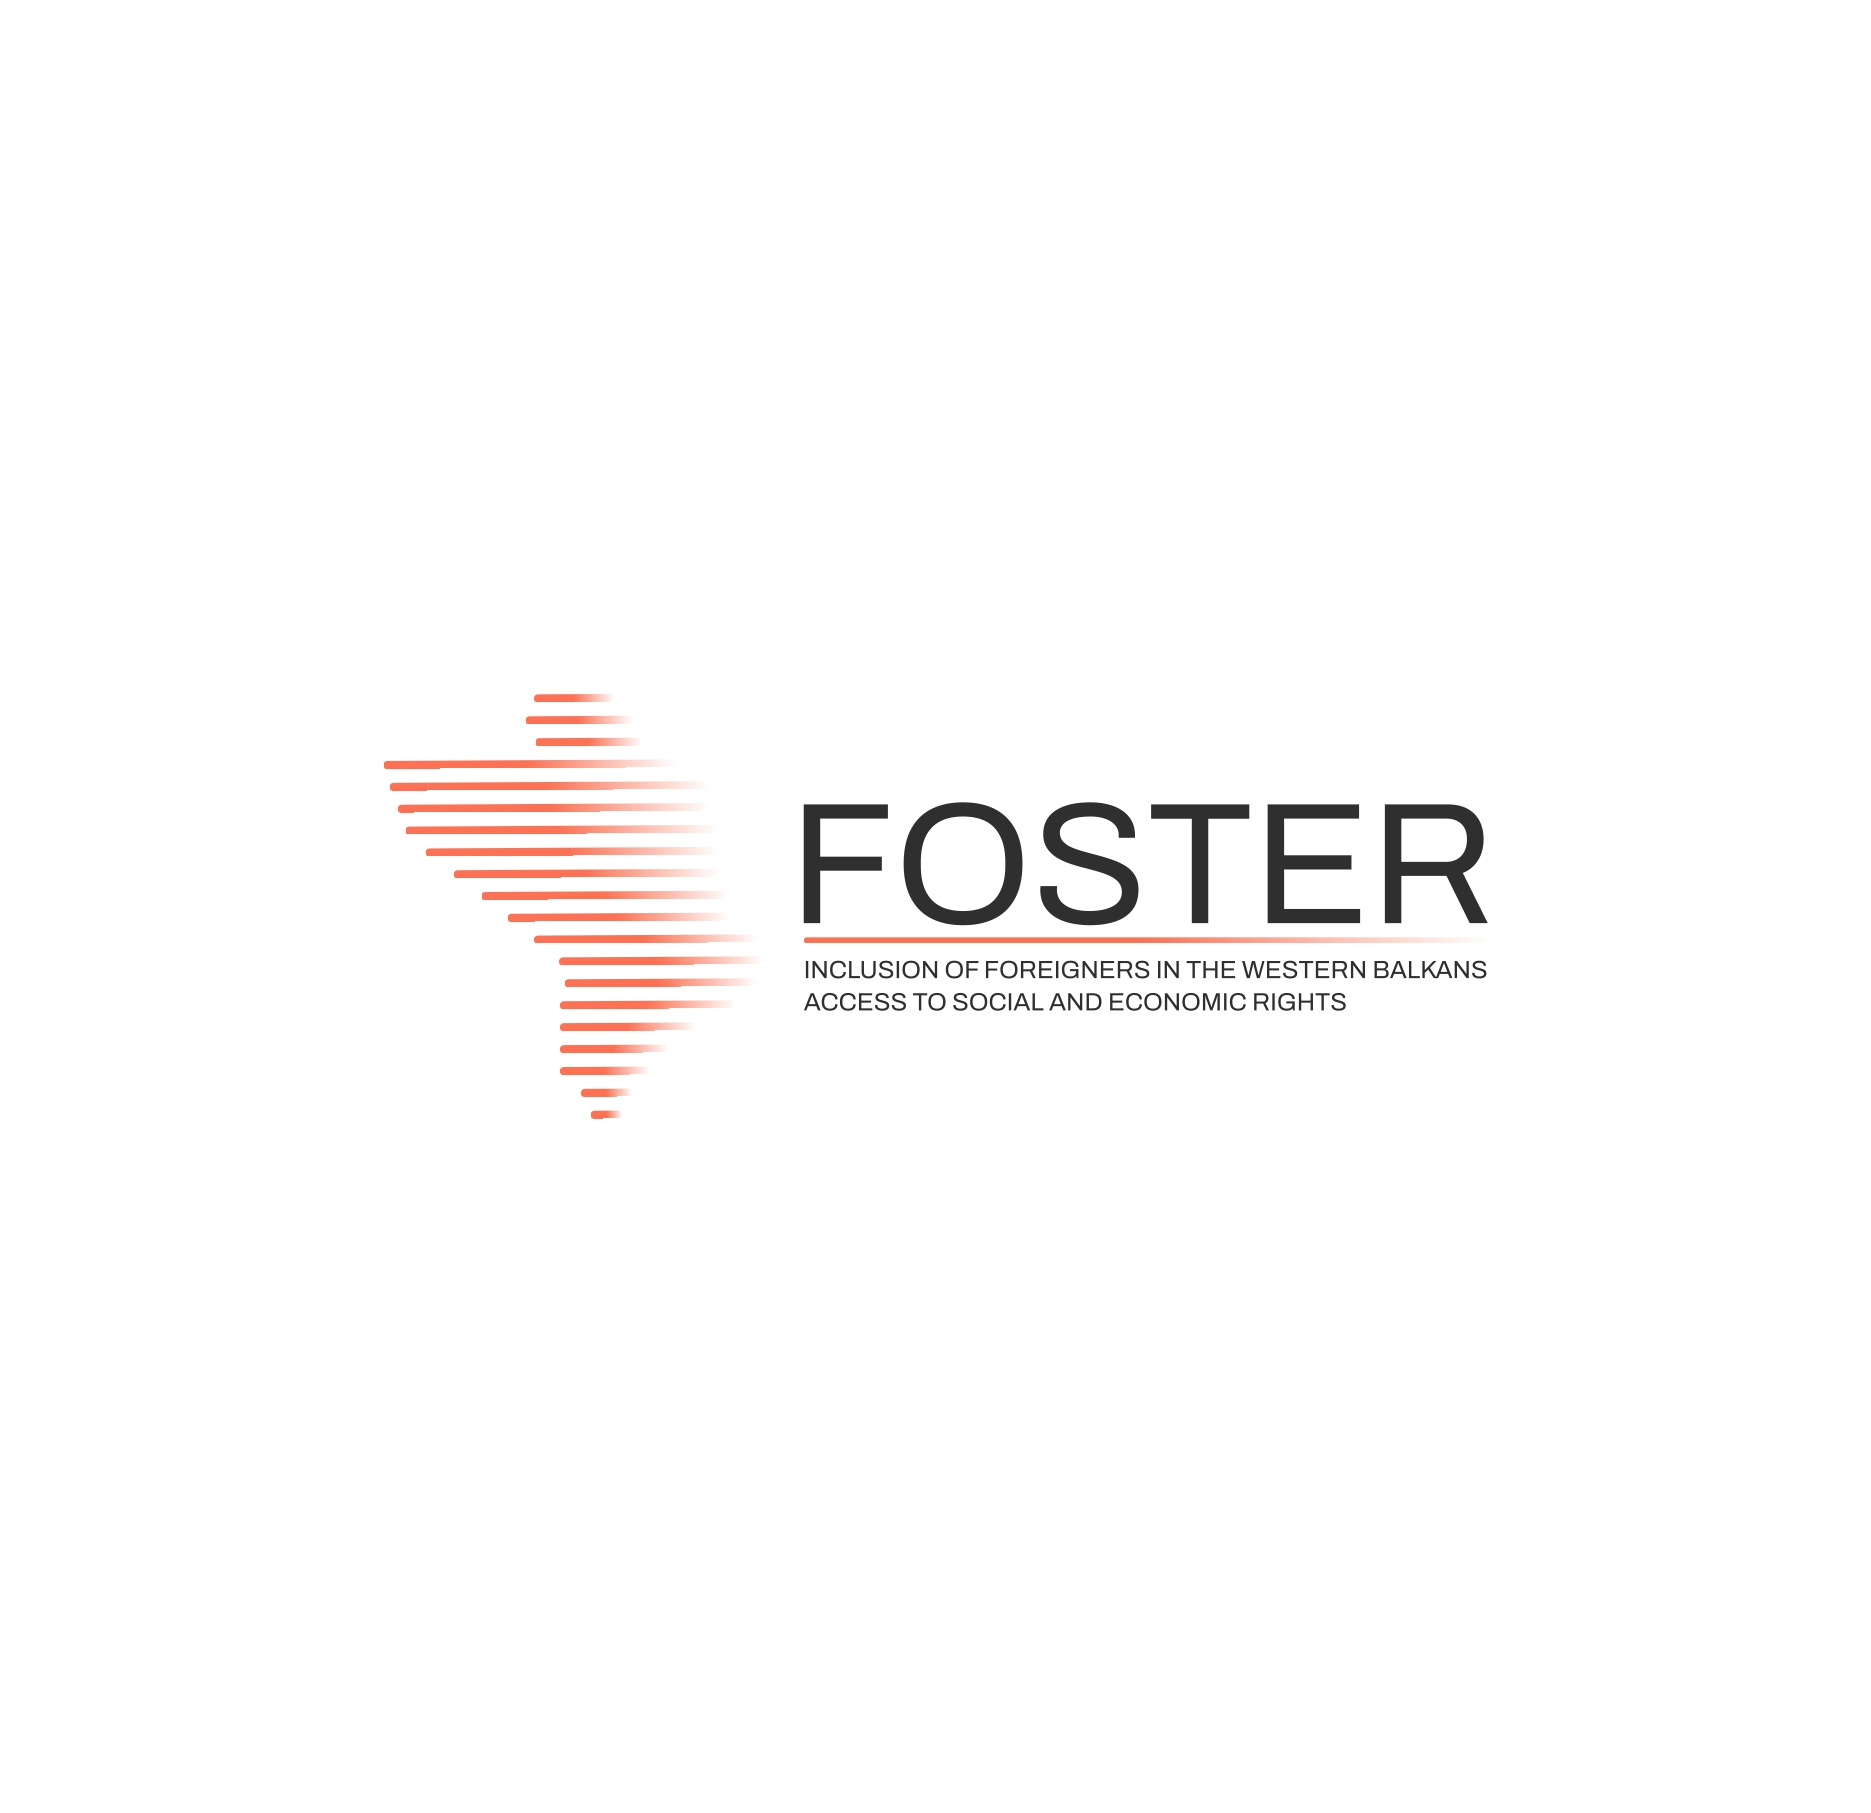 FOSTER
INCLUSION OF FOREIGNERS IN THE WESTERN BALKANS
ACCESS TO SOCIAL AND ECONOMIC RIGHTS